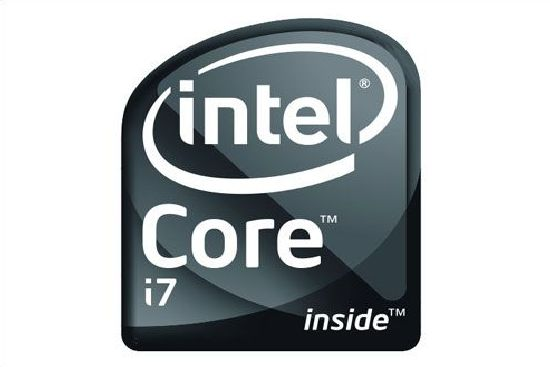 intel®
Core™
i7
inside™